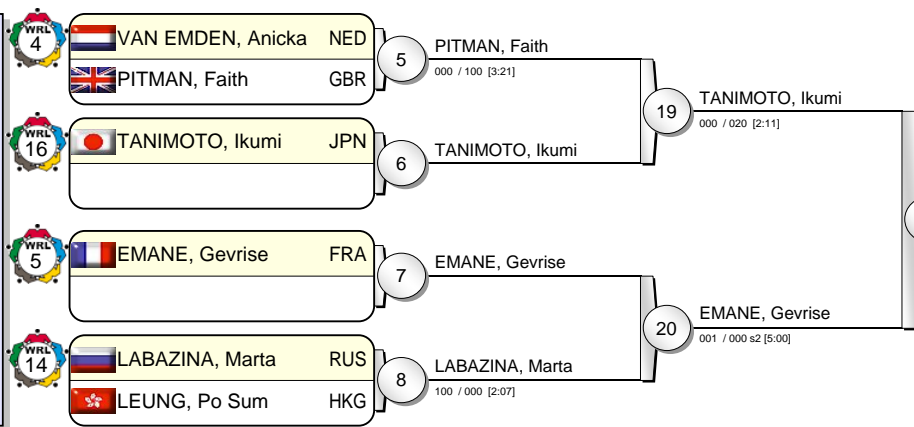 WRL
4
VAN EMDEN, Anicka NED
PITMAN, Faith GBR
5
PITMAN, Faith
000 / 100 [3:21]
WRL
16
TANIMOTO, Ikumi JPN
6
TANIMOTO, Ikumi
19
TANIMOTO, Ikumi
000 / 020 [2:11]
WRL
5
EMANE, Gevrise FRA
7
EMANE, Gevrise
WRL
14
LABAZINA, Marta RUS
LEUNG, Po Sum HKG
8
LABAZINA, Marta
100 / 000 [2:07]
20
EMANE, Gevrise
001 / 000 s2 [5:00]